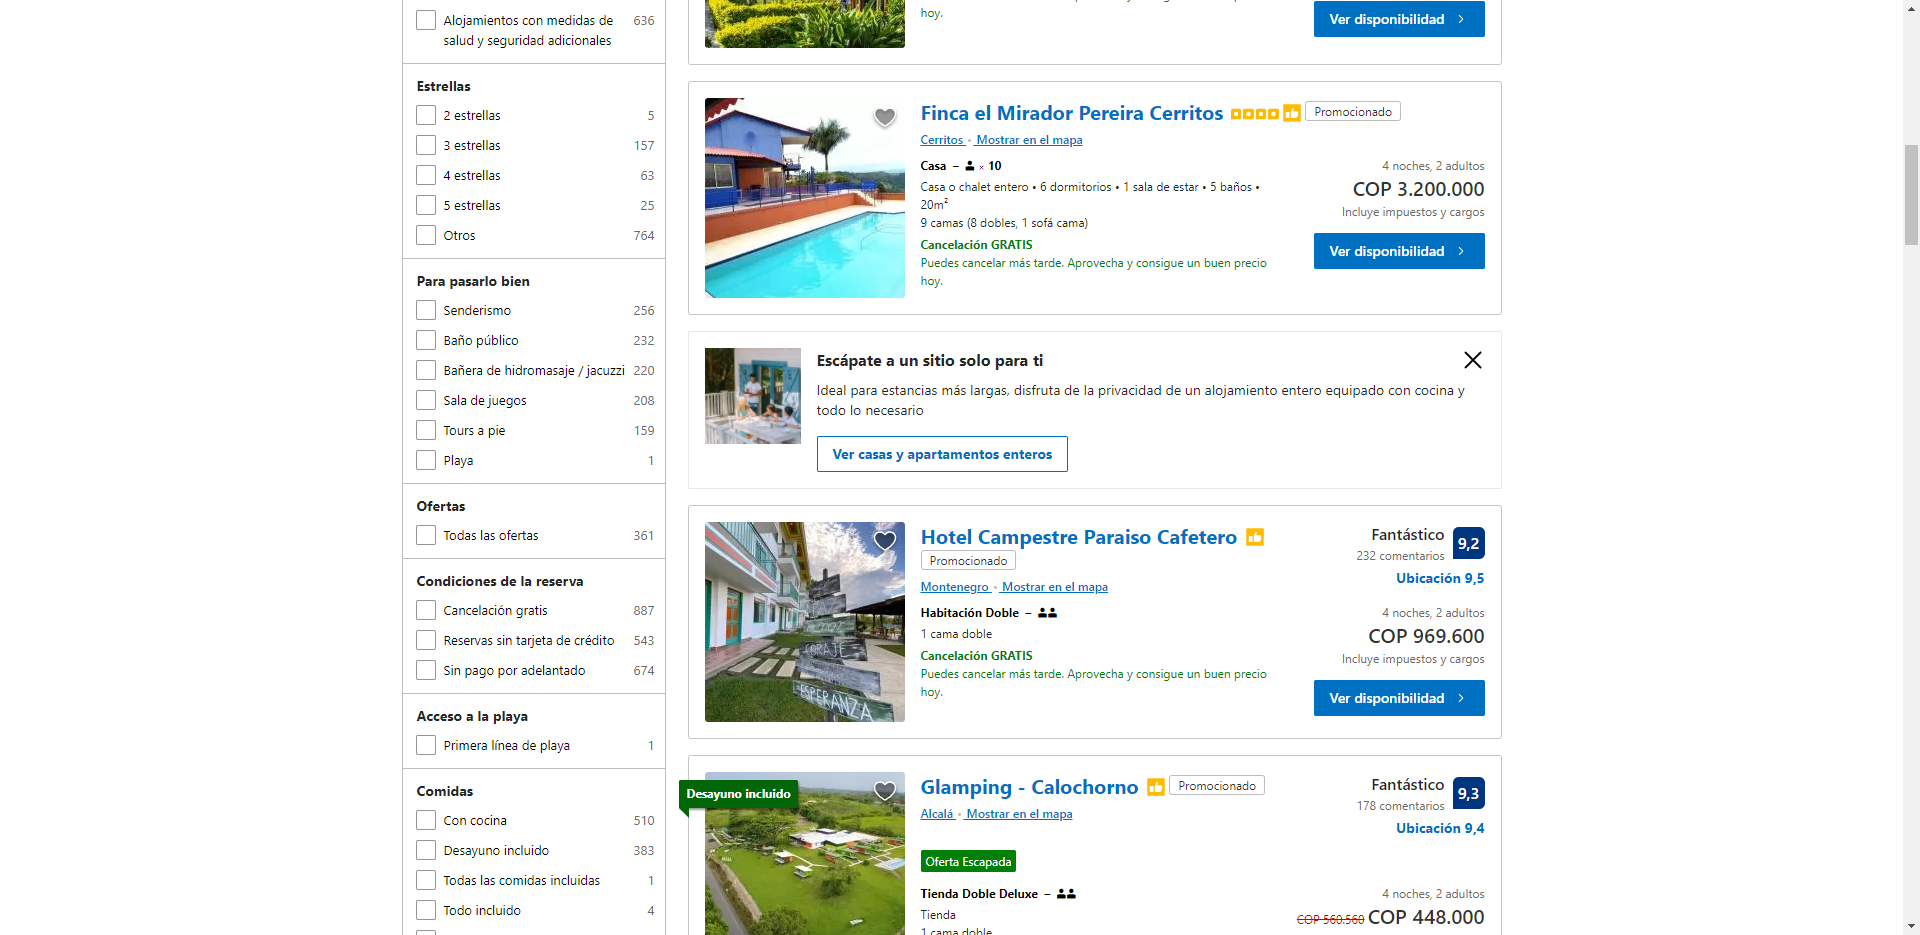 Alojamientos con medidas de salud y seguridad adicionales 636
Estrellas
2 estrellas 5
3 estrellas 157
4 estrellas 63
5 estrellas 25
Otros 764
Para pasarlo bien
Senderismo 256
Baño público 232
Bañera de hidromasaje / jacuzzi 220
Sala de juegos 208
Tours a pie 159
Playa 1
Ofertas
Todas las ofertas 361
Condiciones de la reserva
Cancelación gratis 887
Reservas sin tarjeta de crédito 543
Sin pago por adelantado 674
Acceso a la playa
Primera línea de playa 1
Comidas
Con cocina 510
Desayuno incluido 383
Todas las comidas incluidas 1
Todo incluido 4
hoy.
Ver disponibilidad
Finca el Mirador Pereira Cerritos Promocionado
Cerritos • Mostrar en el mapa
Casa – × 10
Casa o chalet entero • 6 dormitorios • 1 sala de estar • 5 baños •
20m²
9 camas (8 dobles, 1 sofá cama)
Cancelación GRATIS
Puedes cancelar más tarde. Aprovecha y consigue un buen precio
hoy.
4 noches, 2 adultos
COP 3.200.000
Incluye impuestos y cargos
Ver disponibilidad
Escápate a un sitio solo para ti
Ideal para estancias más largas, disfruta de la privacidad de un alojamiento entero equipado con cocina y
todo lo necesario
Ver casas y apartamentos enteros
CORAJE
ESPERANZA
Hotel Campestre Paraiso Cafetero
Promocionado
Montenegro • Mostrar en el mapa
Habitación Doble –
1 cama doble
Cancelación GRATIS
Puedes cancelar más tarde. Aprovecha y consigue un buen precio
hoy.
Fantástico 9,2
232 comentarios
Ubicación 9,5
4 noches, 2 adultos
COP 969.600
Incluye impuestos y cargos
Ver disponibilidad
Desayuno incluido
Glamping - Calochorno Promocionado
Alcalá • Mostrar en el mapa
Oferta Escapada
Tienda Doble Deluxe –
Tienda
1 cama doble
Fantástico 9,3
178 comentarios
Ubicación 9,4
4 noches, 2 adultos
COP 560.560 COP 448.000